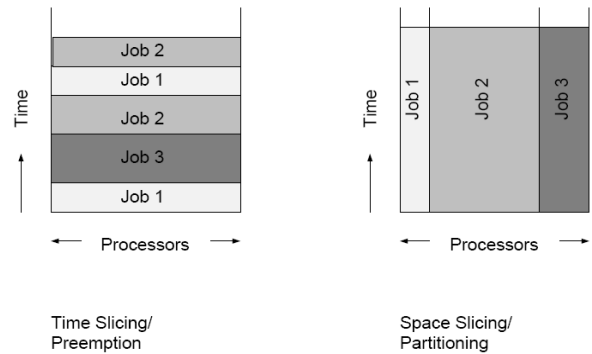 Job 2
Job 1
Job 2
Job 3
Job 1
Time
Processors
Time Slicing/
Preemption
Job 1
Job 2
Job 3
Time
Processors
Space Slicing/
Partitioning